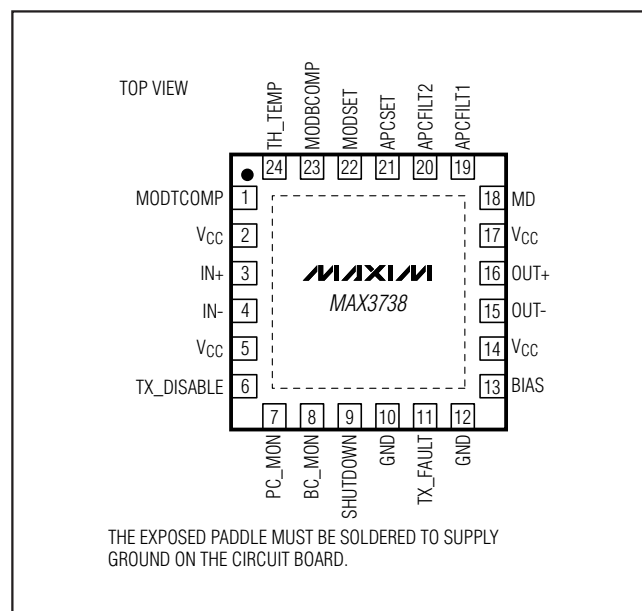 TOP VIEW
TH_TEMP
MODBCOMP
MODSET
APCSET
APCFILT2
APCFILT1
24
23
22
21
20
19
MODTCOMP 1
VCC 2
IN+ 3
IN- 4
VCC 5
TX_DISABLE 6
MAXIM
MAX3738
18 MD
17 VCC
16 OUT+
15 OUT-
14 VCC
13 BIAS
7
8
9
10
11
12
PC_MON
BC_MON
SHUTDOWN
GND
TX_FAULT
GND
THE EXPOSED PADDLE MUST BE SOLDERED TO SUPPLY
GROUND ON THE CIRCUIT BOARD.